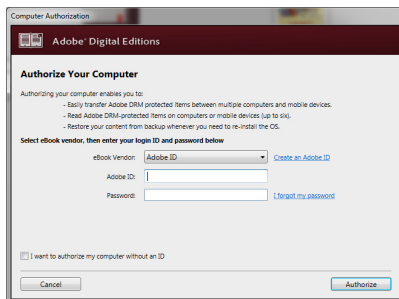 Computer Authorization
Adobe® Digital Editions
Authorize Your Computer
Authorizing your computer enables you to:
- Easily transfer Adobe DRM protected items between multiple computers and mobile devices.
- Read Adobe DRM-protected items on computers or mobile devices (up to six).
- Restore your content from backup whenever you need to re-install the OS.
Select eBook vendor, then enter your login ID and password below
eBook Vendor: Adobe ID Create an Adobe ID
Adobe ID:
Password: I forgot my password
I want to authorize my computer without an ID
Cancel Authorize